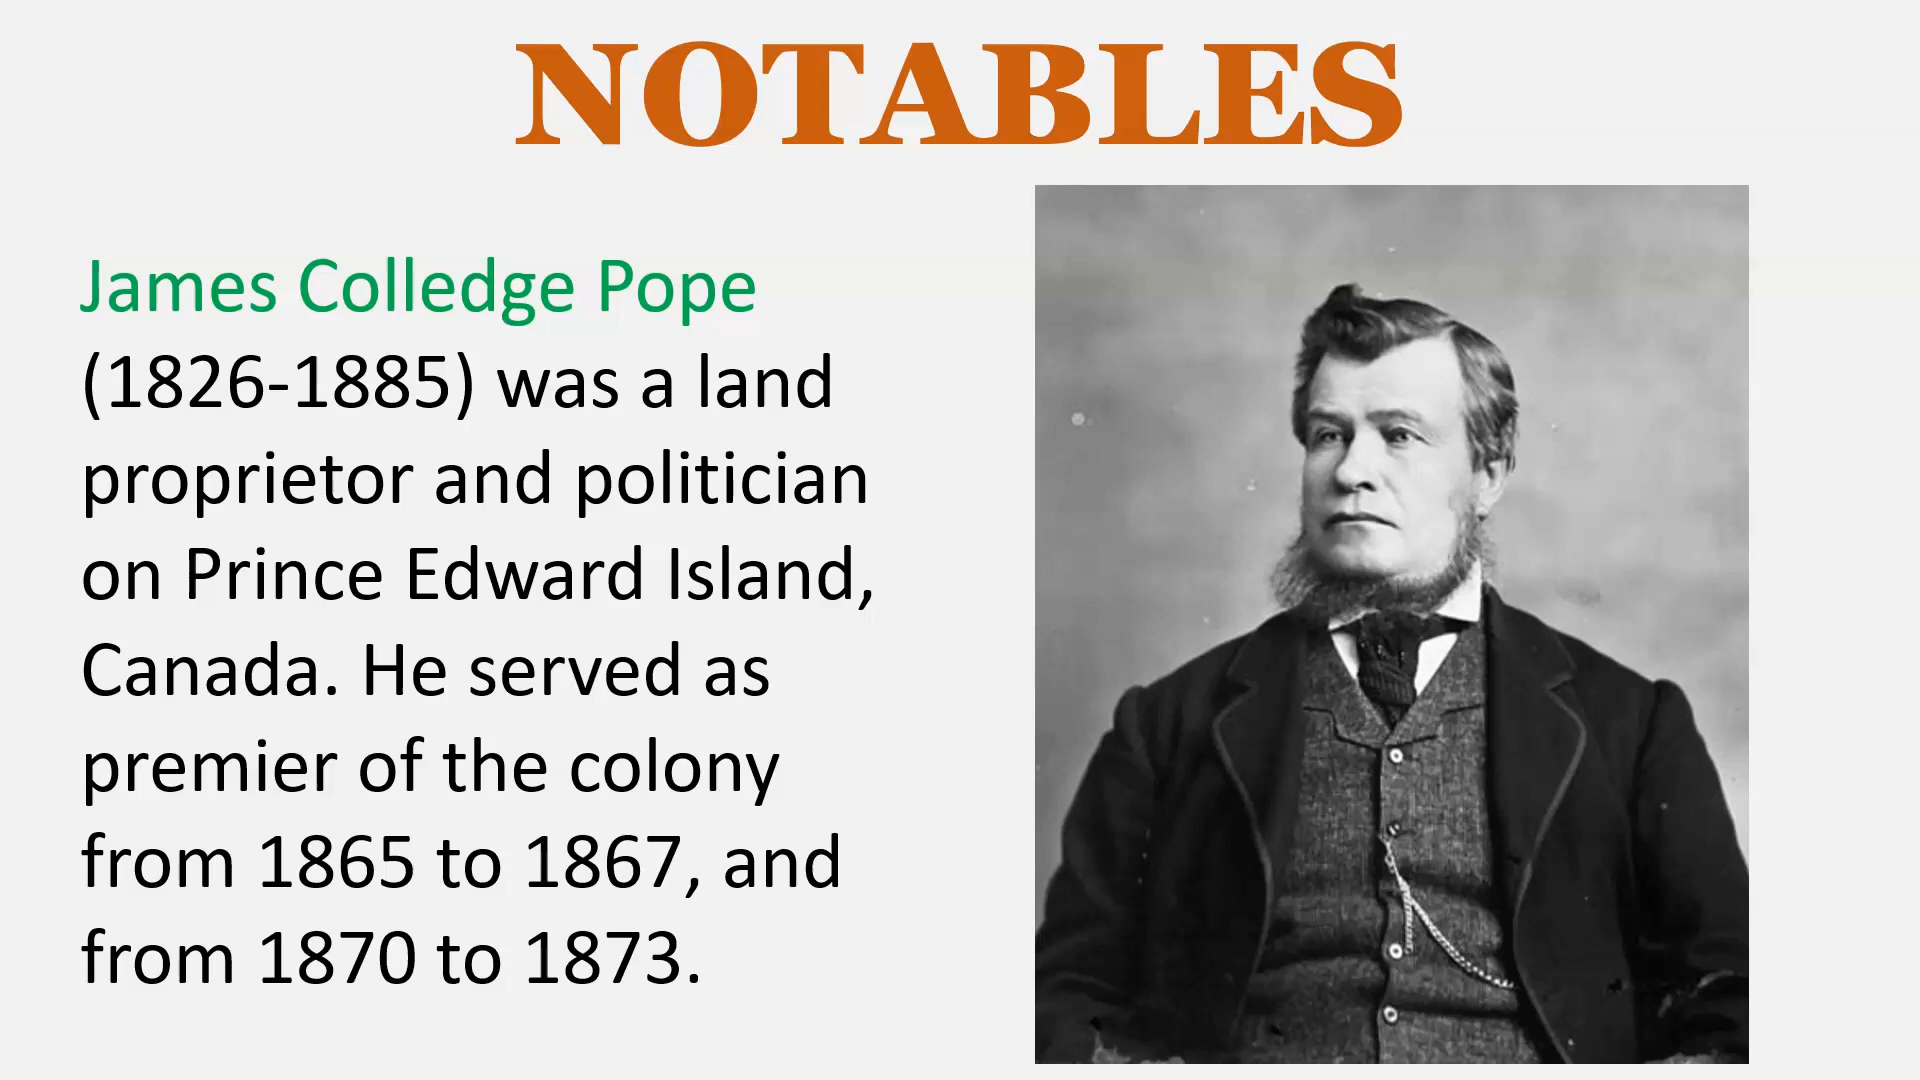 NOTABLES
James Colledge Pope
(1826-1885) was a land
proprietor and politician
on Prince Edward Island,
Canada. He served as
premier of the colony
from 1865 to 1867, and
from 1870 to 1873.